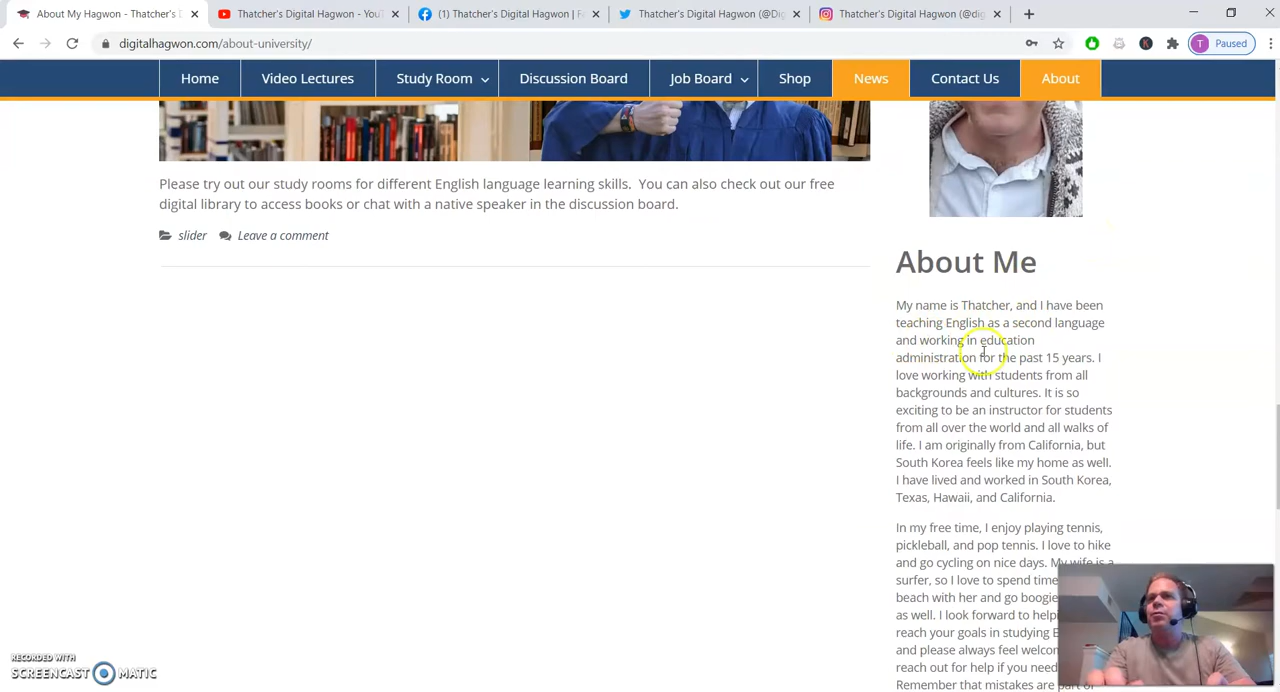 About My Hagwon - Thatcher's
Thatcher's Digital Hagwon - YouT
(1) Thatcher's Digital Hagwon |
Thatcher's Digital Hagwon (@Dig
Thatcher's Digital Hagwon (@dig
digitalhagwon.com/about-university/
T Paused
Home Video Lectures Study Room Discussion Board Job Board Shop News Contact Us About
Please try out our study rooms for different English language learning skills. You can also check out our free
digital library to access books or chat with a native speaker in the discussion board.
slider Leave a comment
About Me
My name is Thatcher, and I have been
teaching English as a second language
and working in education
administration for the past 15 years. I
love working with students from all
backgrounds and cultures. It is so
exciting to be an instructor for students
from all over the world and all walks of
life. I am originally from California, but
South Korea feels like my home as well.
I have lived and worked in South Korea,
Texas, Hawaii, and California.
In my free time, I enjoy playing tennis,
pickleball, and pop tennis. I love to hike
and go cycling on nice days. My wife is a
surfer, so I love to spend time
beach with her and go boogie
as well. I look forward to
reach your goals in studying
and please always feel
reach out for help if you need
Remember that mistakes are part of
RECORDED WITH
SCREENCAST MATIC